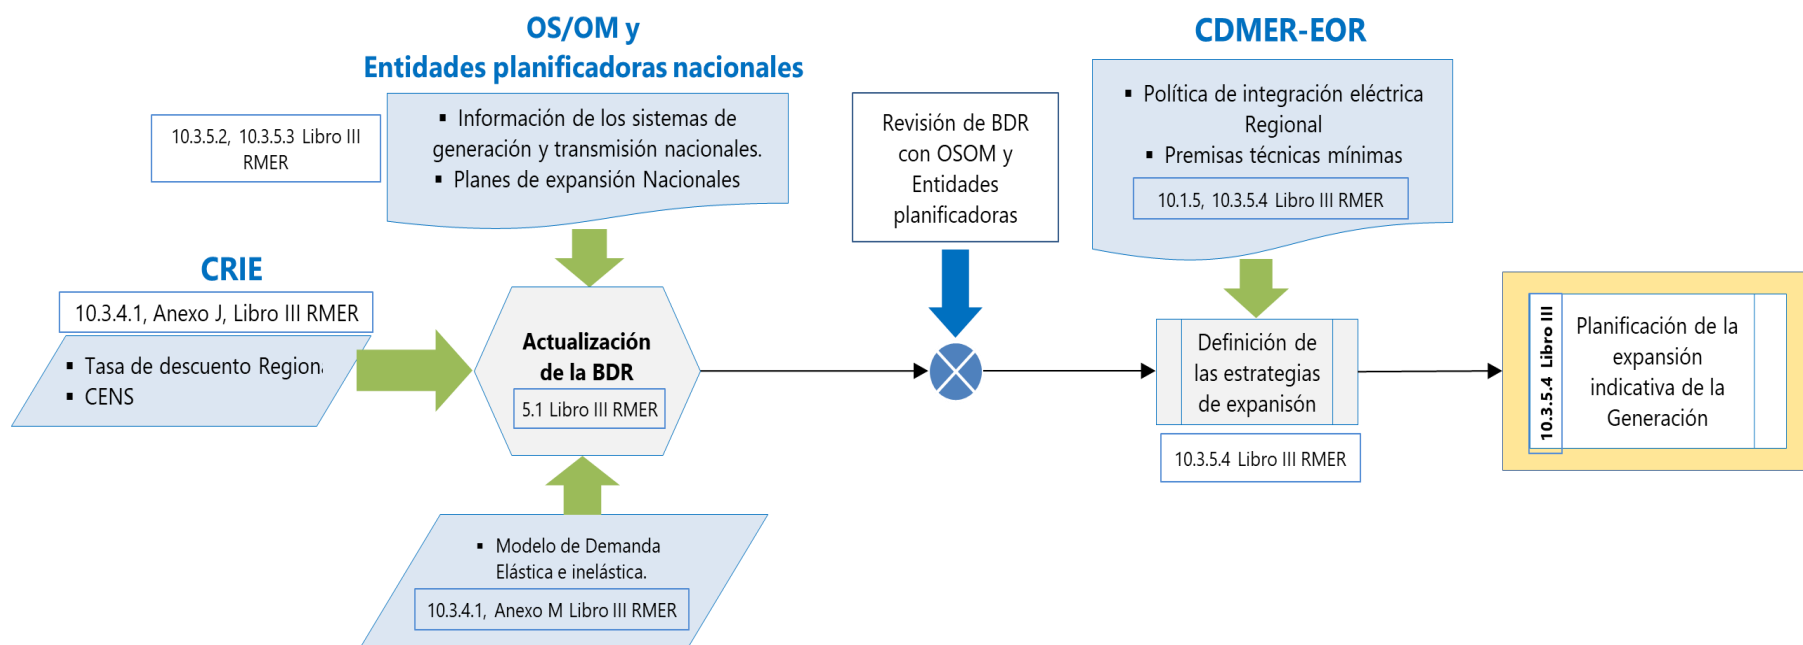 OS/OM y
Entidades planificadoras nacionales
10.3.5.2, 10.3.5.3 Libro III
RMER
▪ Información de los sistemas de
generación y transmisión nacionales.
▪ Planes de expansión Nacionales
CRIE
10.3.4.1, Anexo J, Libro III RMER
▪ Tasa de descuento Regional
▪ CENS
Actualización
de la BDR
5.1 Libro III RMER
▪ Modelo de Demanda
Elástica e inelástica.
10.3.4.1, Anexo M Libro III RMER
Revisión de BDR
con OSOM y
Entidades
planificadoras
CDMER-EOR
▪ Política de integración eléctrica
Regional
▪ Premisas técnicas mínimas
10.1.5, 10.3.5.4 Libro III RMER
Definición de
las estrategias
de expanisón
10.3.5.4 Libro III RMER
10.3.5.4 Libro III
Planificación de la
expansión
indicativa de la
Generación